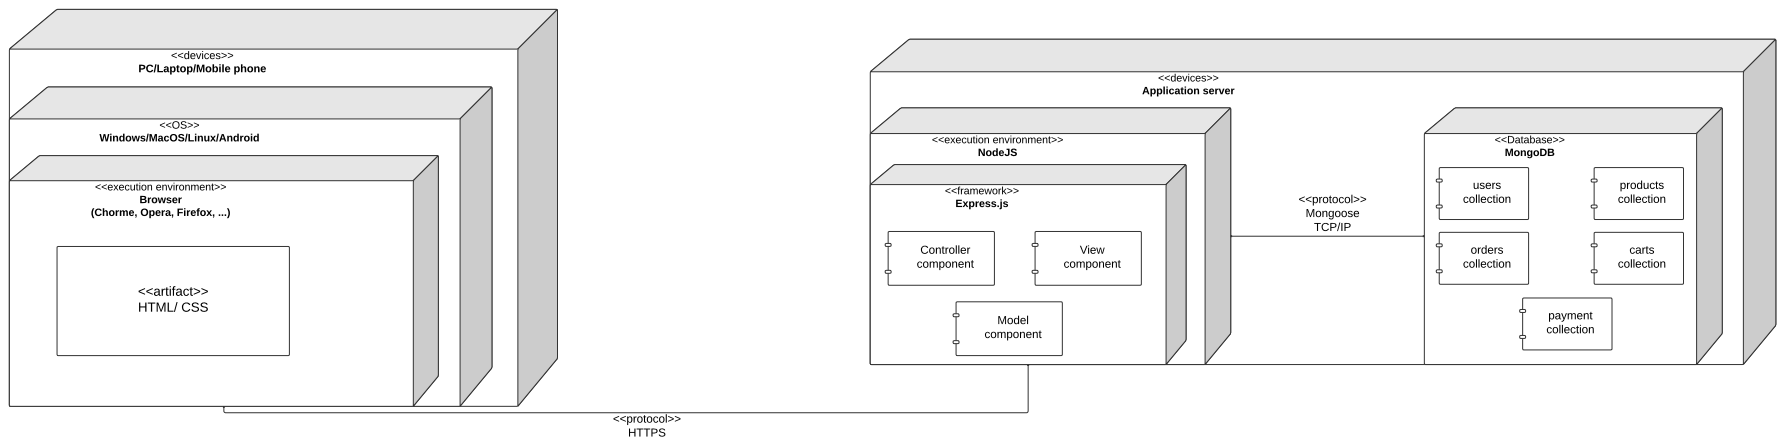 <<devices>>
PC/Laptop/Mobile phone
<<OS>>
Windows/MacOS/Linux/Android
<<execution environment>>
Browser
(Chorme, Opera, Firefox, ...)
<<artifact>>
HTML/ CSS
<<protocol>>
HTTPS
<<devices>>
Application server
<<execution environment>>
NodeJS
<<framework>>
Express.js
Controller
component
View
component
Model
component
<<protocol>>
Mongoose
TCP/IP
<<Database>>
MongoDB
users
collection
products
collection
orders
collection
carts
collection
payment
collection